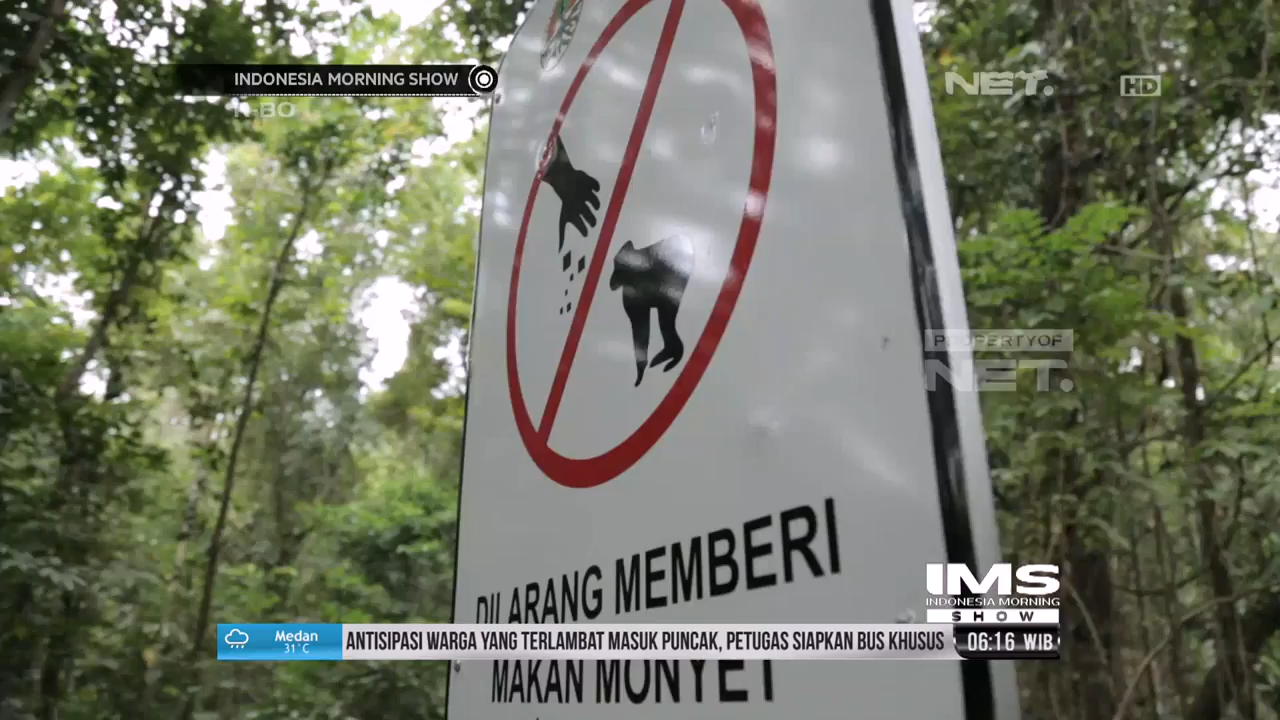 INDONESIA MORNING SHOW
NET.
HD
PROPERTY OF
NET.
DILARANG MEMBERI
MAKAN MONYET
IMS
INDONESIA MORNING
SHOW
Medan
31°C
ANTISIPASI WARGA YANG TERLAMBAT MASUK PUNCAK, PETUGAS SIAPKAN BUS KHUSUS
06:16 WIB